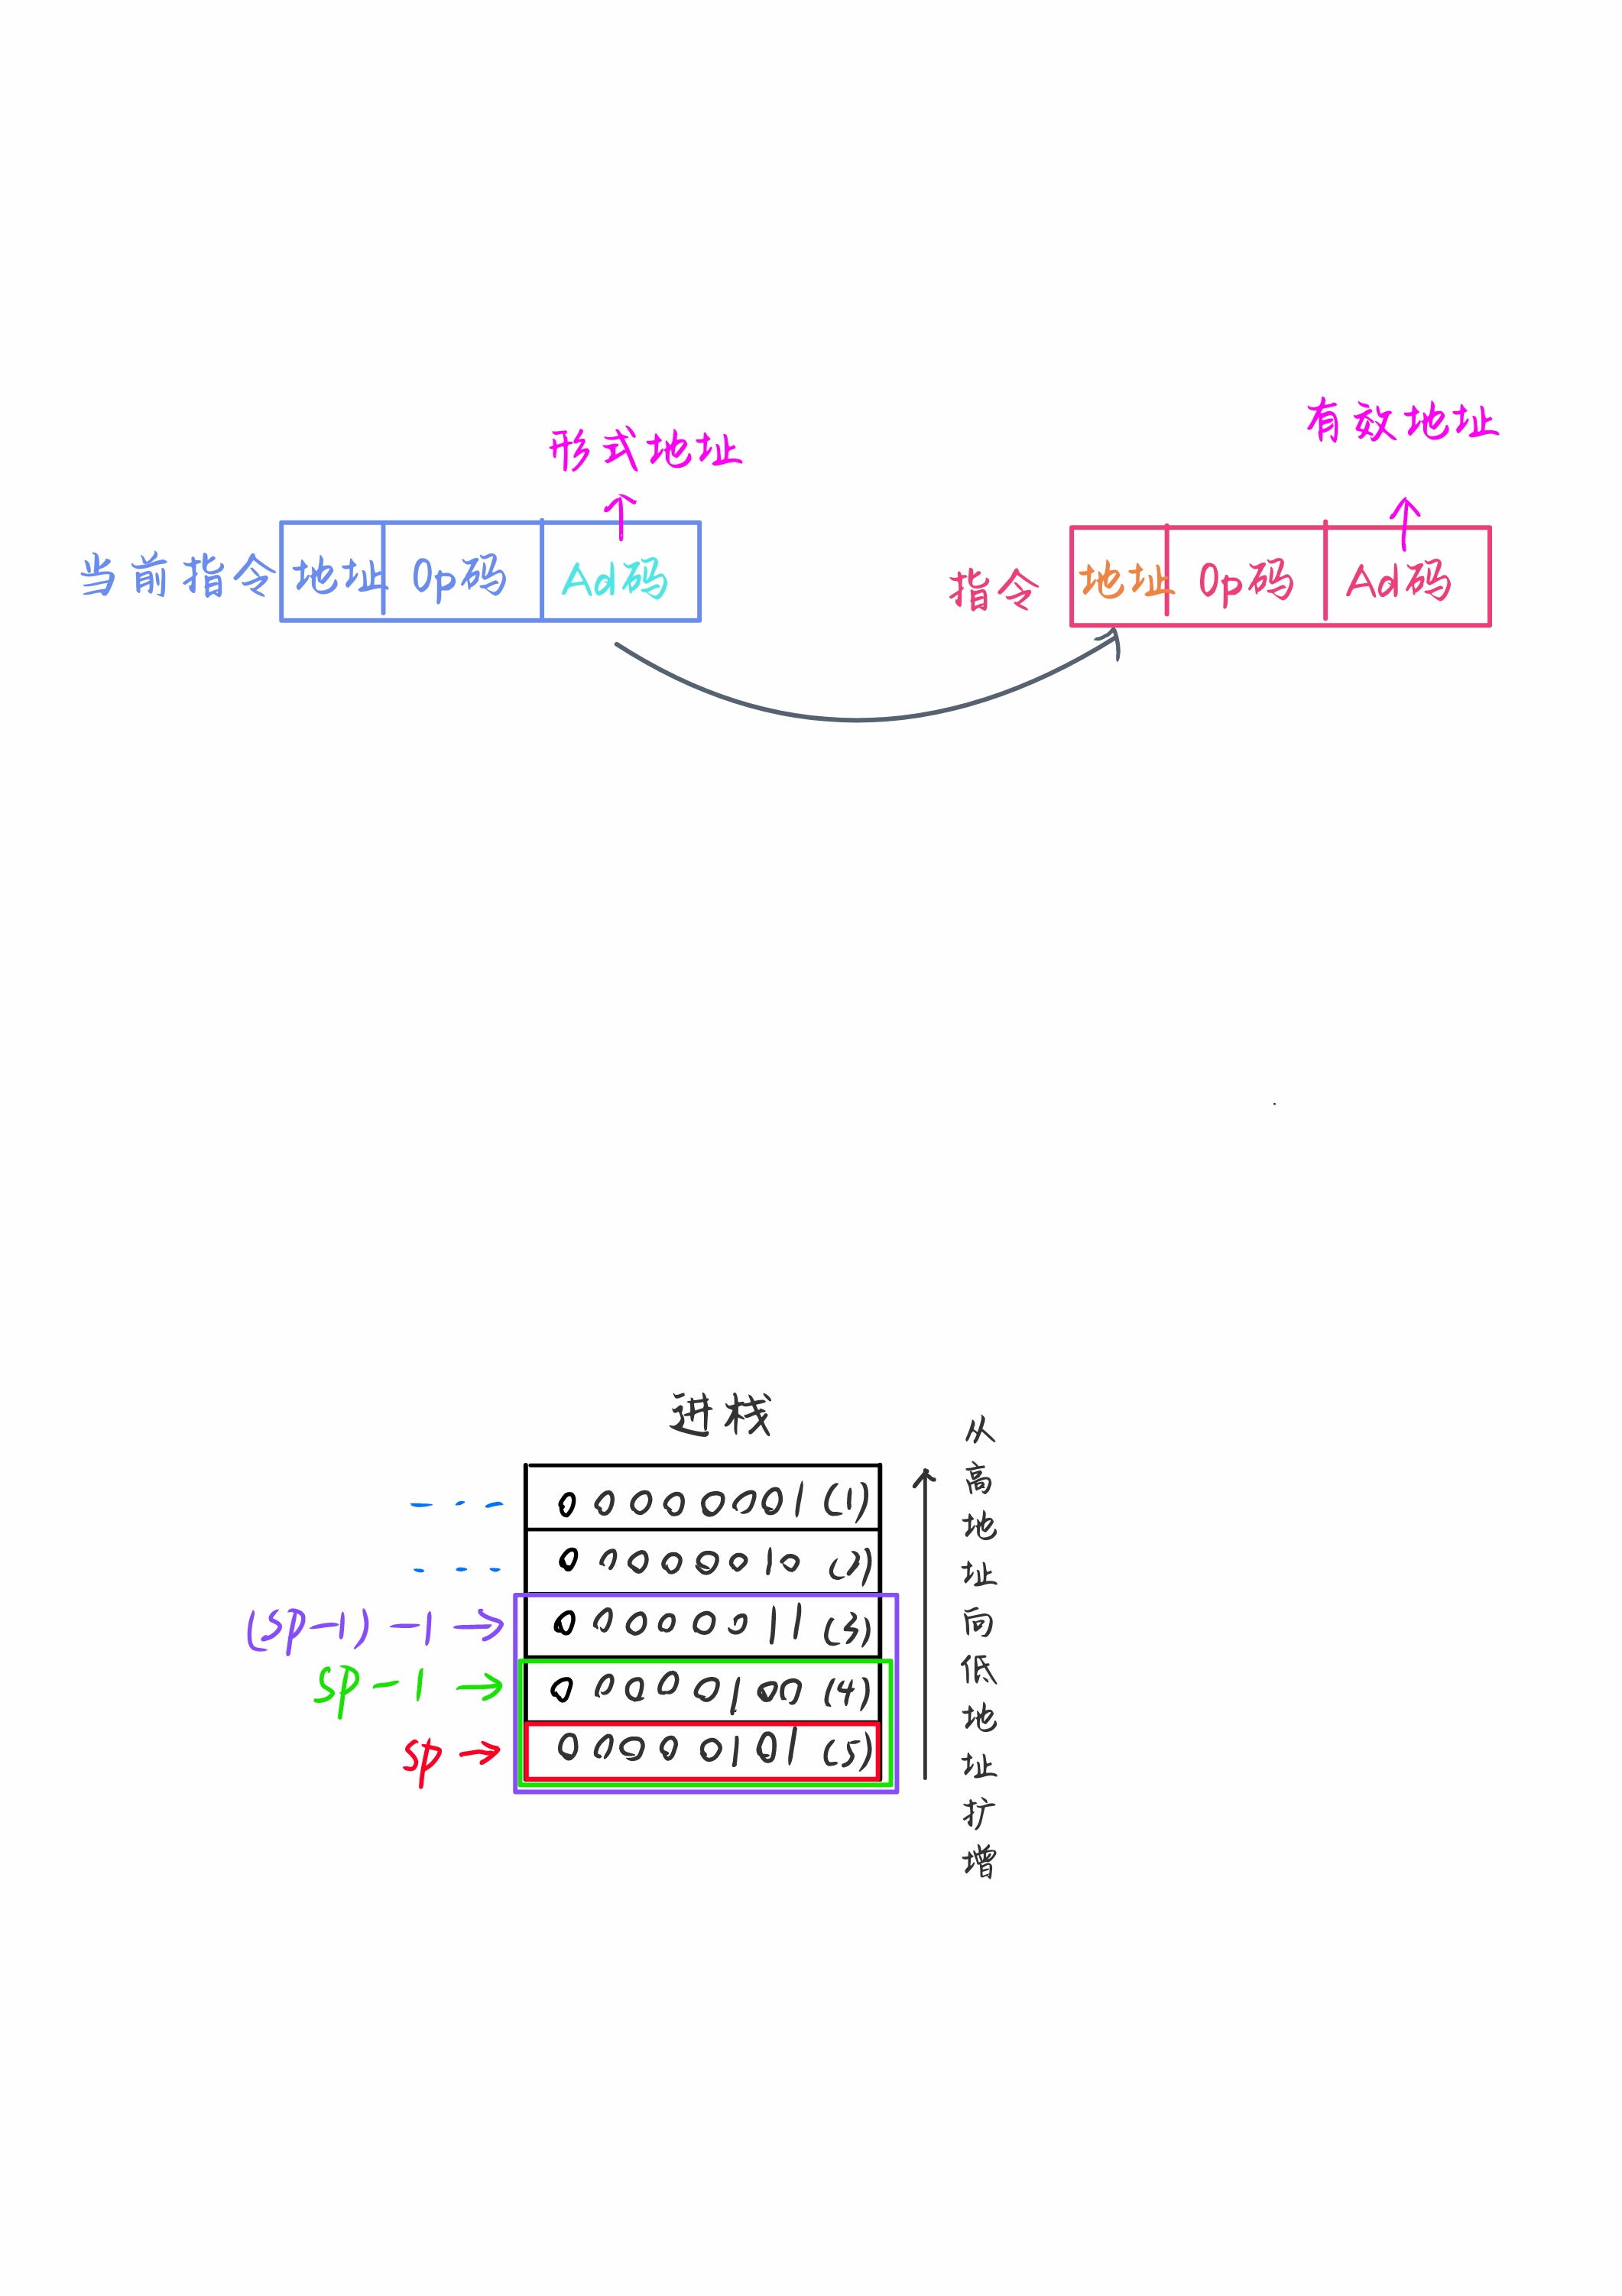 形式地址
有效地址
当前指令 地址 Op码 Ad码
指令 地址 Op码 Ad码
进栈
00000001 (1)
00000010 (2)
(sp-1)-1→ 00000011 (3)
sp-1→ 00000100 (4)
sp→ 00000101 (5)
从高地址向低地址扩增